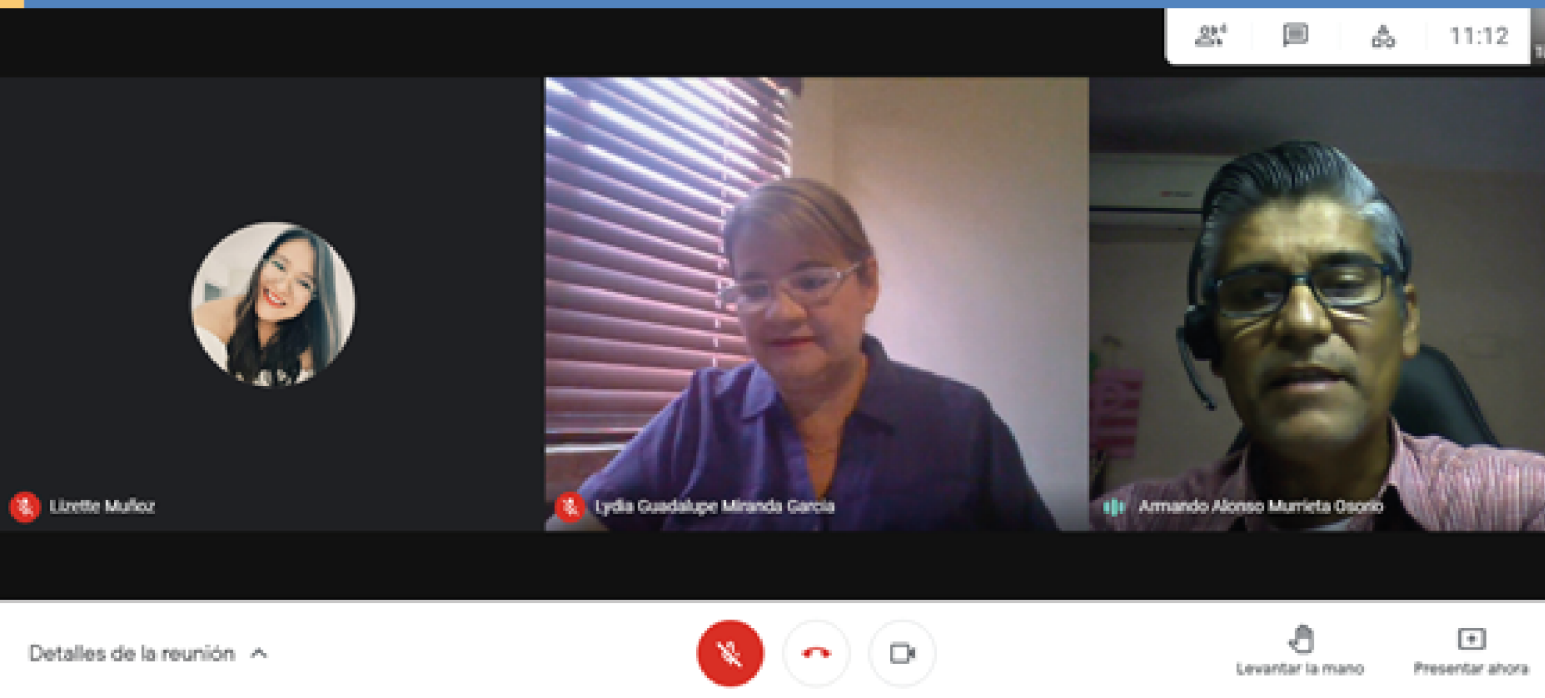 4
11:12
Lizette Muñoz
Lydia Guadalupe Miranda Garcia
Armando Alonso Murrieta Osorio
Detalles de la reunión
Levantar la mano
Presentar ahora